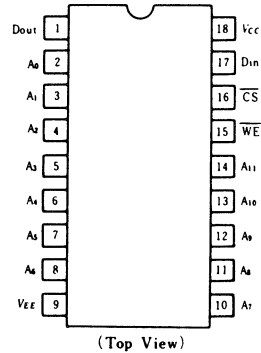 Dout 1 18 VCC
A0 2 17 Din
A1 3 16 CS
A2 4 15 WE
A3 5 14 A11
A4 6 13 A10
A5 7 12 A9
A6 8 11 A8
VEE 9 10 A7
(Top View)